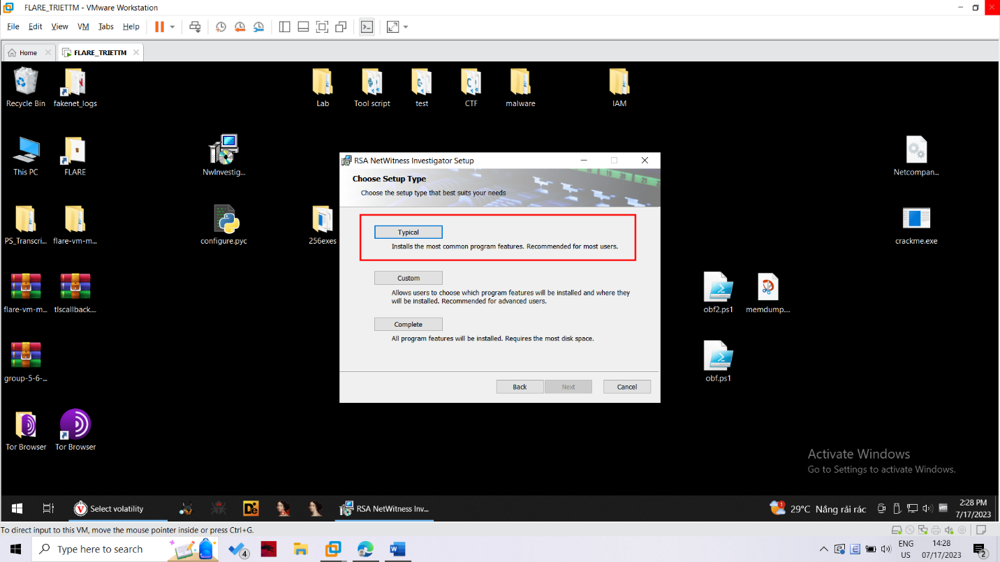 FLARE_TRIETTM - VMware Workstation
File Edit View VM Tabs Help
Home FLARE_TRIETTM
Recycle Bin fakenet_logs Lab Tool script test CTF malware IAM
This PC FLARE NwInvestig... Netcompan...
RSA NetWitness Investigator Setup
Choose Setup Type
Choose the setup type that best suits your needs
PS_Transcri... flare-vm-m... configure.pyc 256exes crackme.exe
Typical
Installs the most common program features. Recommended for most users.
Custom
Allows users to choose which program features will be installed and where they
will be installed. Recommended for advanced users.
flare-vm-m... tlscallback.... obf2.ps1 memdump....
Complete
All program features will be installed. Requires the most disk space.
group-5-6-... obf.ps1
Back Next Cancel
Tor Browser Tor Browser
Activate Windows
Go to Settings to activate Windows.
Select volatility RSA NetWitness Inv... 1 29°C Nắng rải rác 2:28 PM
7/17/2023
To direct input to this VM, move the mouse pointer inside or press Ctrl+G.
Type here to search 4 ENG 14:28
US 07/17/2023 2